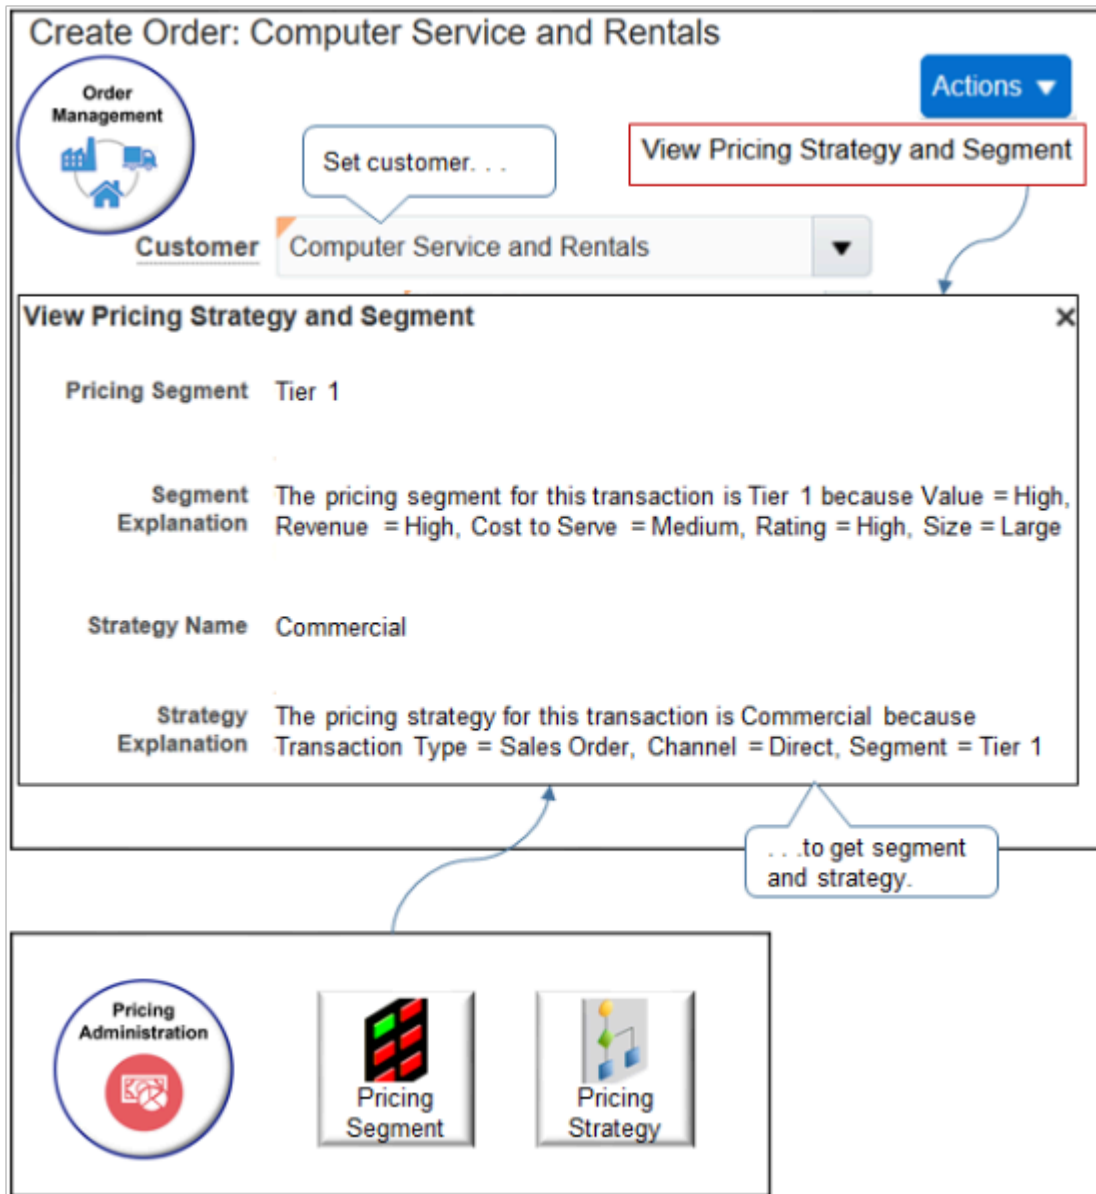 Create Order: Computer Service and Rentals
Order
Management
Actions
Set customer. . .
View Pricing Strategy and Segment
Customer
Computer Service and Rentals
View Pricing Strategy and Segment
Pricing Segment
Tier 1
Segment
Explanation
The pricing segment for this transaction is Tier 1 because Value = High,
Revenue = High, Cost to Serve = Medium, Rating = High, Size = Large
Strategy Name
Commercial
Strategy
Explanation
The pricing strategy for this transaction is Commercial because
Transaction Type = Sales Order, Channel = Direct, Segment = Tier 1
. . .to get segment
and strategy.
Pricing
Administration
Pricing
Segment
Pricing
Strategy